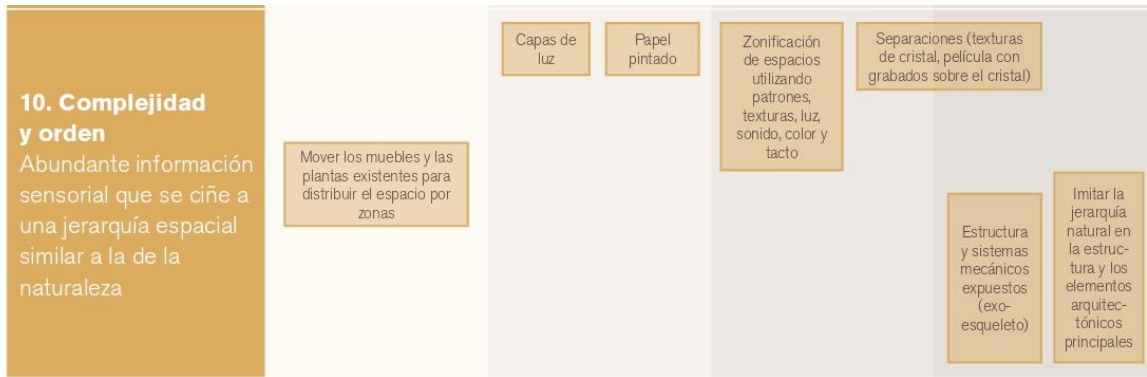 10. Complejidad
y orden
Abundante información
sensorial que se ciñe a
una jerarquía espacial
similar a la de la
naturaleza
Mover los muebles y las
plantas existentes para
distribuir el espacio por
zonas
Capas de
luz
Papel
pintado
Zonificación
de espacios
utilizando
patrones,
texturas, luz,
sonido, color y
tacto
Separaciones (texturas
de cristal, película con
grabados sobre el cristal)
Estructura
y sistemas
mecánicos
expuestos
(exo-
esqueleto)
Imitar la
jerarquía
natural en
la estruc-
tura y los
elementos
arquitec-
tónicos
principales